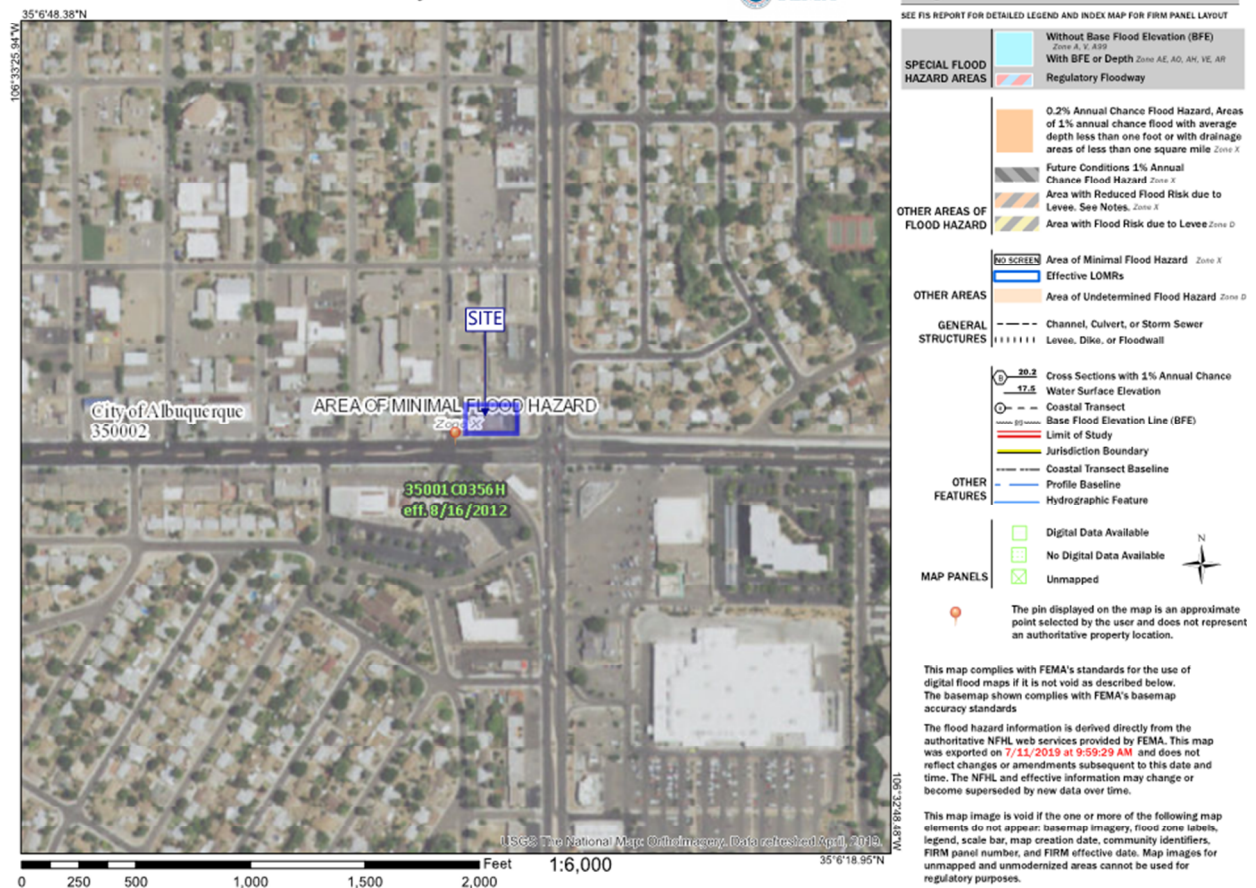 35°6'48.38"N
106°33'25.94"W
SITE
AREA OF MINIMAL FLOOD HAZARD
Zone X
City of Albuquerque
350002
35001C0356H
eff. 8/16/2012
USGS The National Map: Orthoimagery. Data refreshed April, 2019.
106°32'48.48"W
35°6'18.95"N
Feet
1:6,000
0 250 500 1,000 1,500 2,000
SEE FIS REPORT FOR DETAILED LEGEND AND INDEX MAP FOR FIRM PANEL LAYOUT
SPECIAL FLOOD
HAZARD AREAS
Without Base Flood Elevation (BFE)
Zone A, V, A99
With BFE or Depth Zone AE, AO, AH, VE, AR
Regulatory Floodway
OTHER AREAS OF
FLOOD HAZARD
0.2% Annual Chance Flood Hazard, Areas
of 1% annual chance flood with average
depth less than one foot or with drainage
areas of less than one square mile Zone X
Future Conditions 1% Annual
Chance Flood Hazard Zone X
Area with Reduced Flood Risk due to
Levee. See Notes. Zone X
Area with Flood Risk due to Levee Zone D
OTHER AREAS
NO SCREEN Area of Minimal Flood Hazard Zone X
Effective LOMRs
Area of Undetermined Flood Hazard Zone D
GENERAL
STRUCTURES
Channel, Culvert, or Storm Sewer
Levee, Dike, or Floodwall
OTHER
FEATURES
B 20.2 Cross Sections with 1% Annual Chance
17.5 Water Surface Elevation
Coastal Transect
Base Flood Elevation Line (BFE)
Limit of Study
Jurisdiction Boundary
Coastal Transect Baseline
Profile Baseline
Hydrographic Feature
MAP PANELS
Digital Data Available
No Digital Data Available
Unmapped
N
The pin displayed on the map is an approximate
point selected by the user and does not represent
an authoritative property location.
This map complies with FEMA's standards for the use of
digital flood maps if it is not void as described below.
The basemap shown complies with FEMA's basemap
accuracy standards
The flood hazard information is derived directly from the
authoritative NFHL web services provided by FEMA. This map
was exported on 7/11/2019 at 9:59:29 AM and does not
reflect changes or amendments subsequent to this date and
time. The NFHL and effective information may change or
become superseded by new data over time.
This map image is void if the one or more of the following map
elements do not appear: basemap imagery, flood zone labels,
legend, scale bar, map creation date, community identifiers,
FIRM panel number, and FIRM effective date. Map images for
unmapped and unmodernized areas cannot be used for
regulatory purposes.